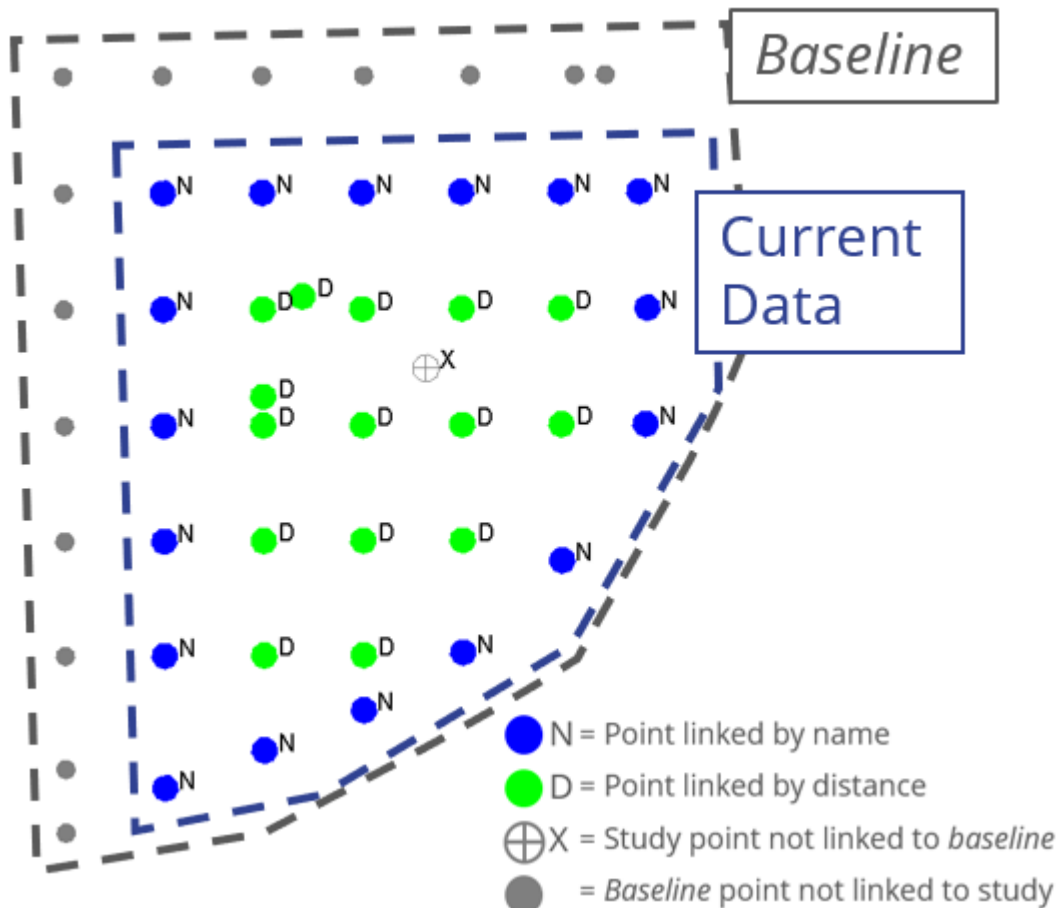 Baseline
N N N N N N
Current
Data
N D D D D D N
X
D
N D D D D N
N D D D N
N D D N
N
N
N
N = Point linked by name
D = Point linked by distance
X = Study point not linked to baseline
= Baseline point not linked to study